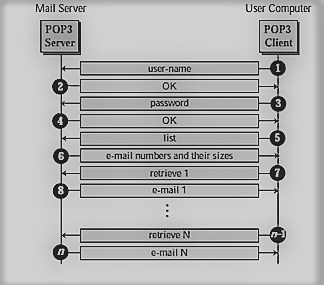 Mail Server User Computer
POP3 Server POP3 Client
user-name 1
2 OK
password 3
4 OK
list 5
6 e-mail numbers and their sizes
retrieve 1 7
8 e-mail 1
retrieve N n-1
n e-mail N